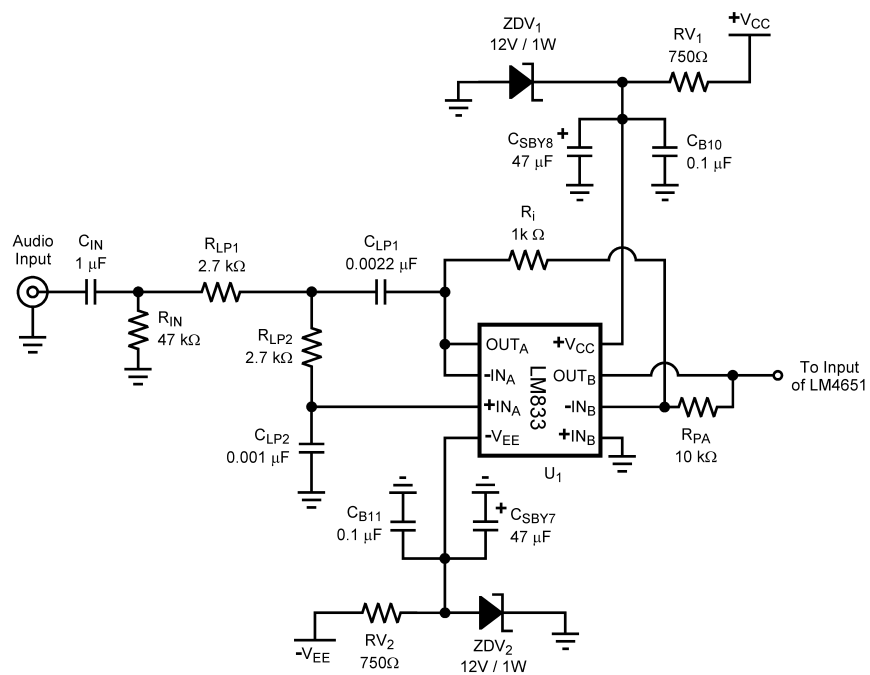 ZDV1
12V / 1W
RV1
750Ω
+VCC
CSBY8
+
47 µF
CB10
0.1 µF
Ri
1k Ω
Audio
Input
CIN
1 µF
RLP1
2.7 kΩ
CLP1
0.0022 µF
RIN
47 kΩ
RLP2
2.7 kΩ
OUTA
-INA
+INA
-VEE
LM833
+VCC
OUTB
-INB
+INB
U1
To Input
of LM4651
RPA
10 kΩ
CLP2
0.001 µF
CB11
0.1 µF
+
CSBY7
47 µF
-VEE
RV2
750Ω
ZDV2
12V / 1W